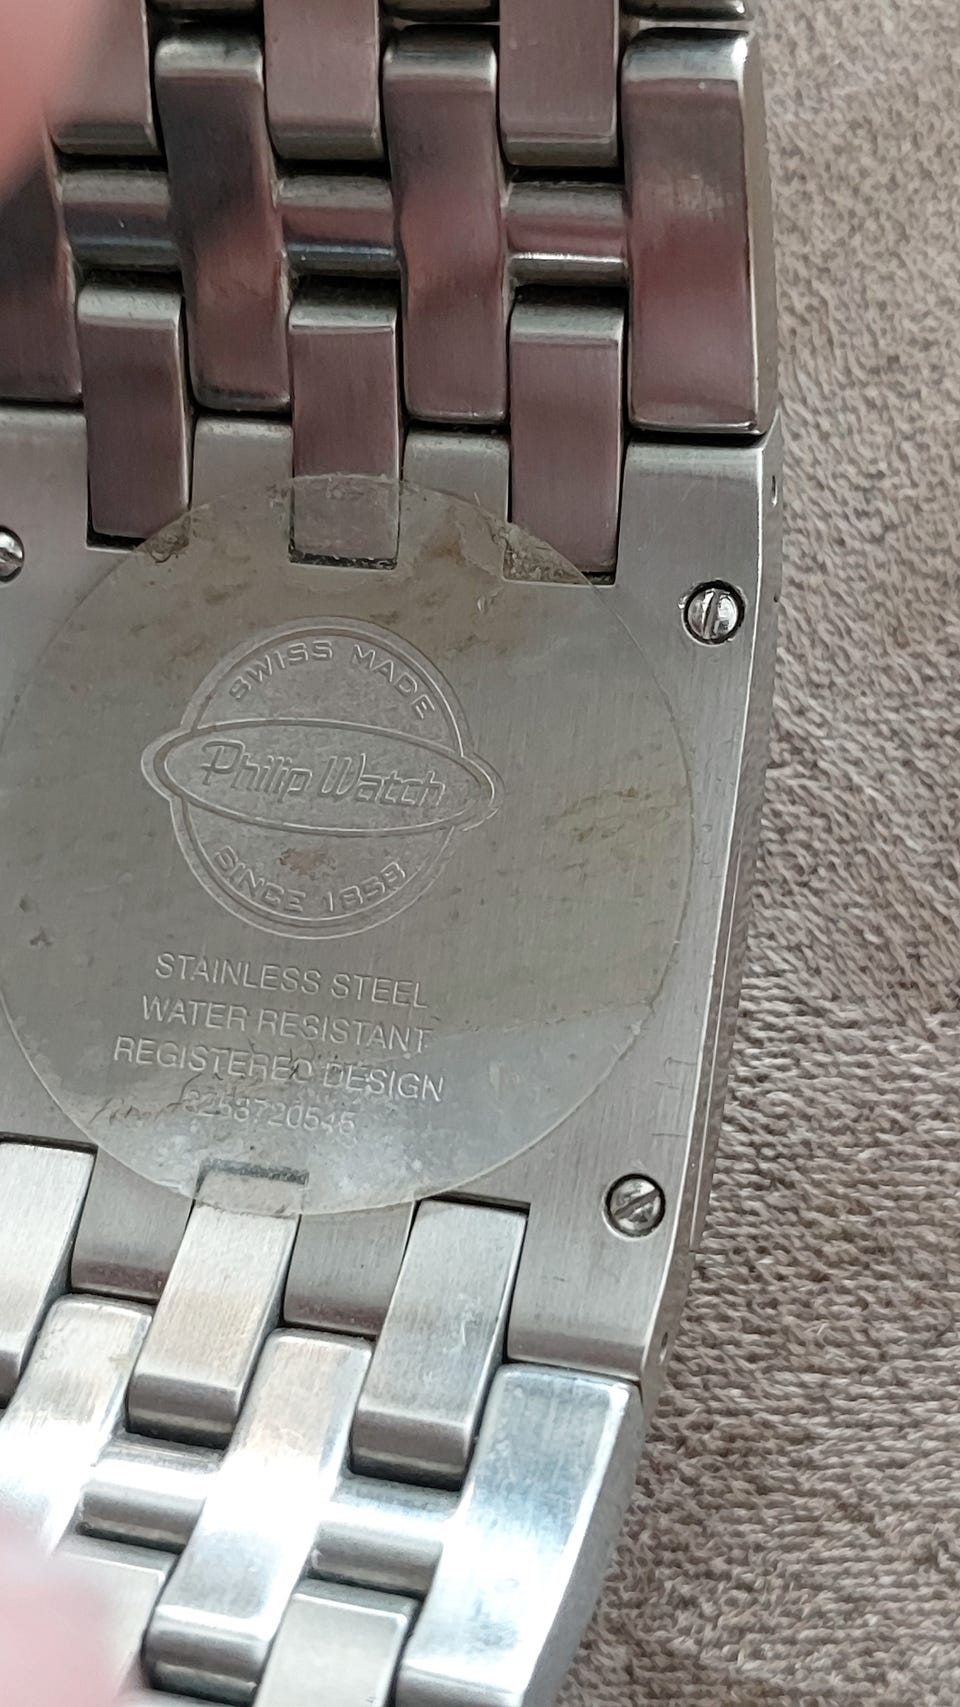 SWISS MADE
Philip Watch
SINCE 1858
STAINLESS STEEL
WATER RESISTANT
REGISTERED DESIGN